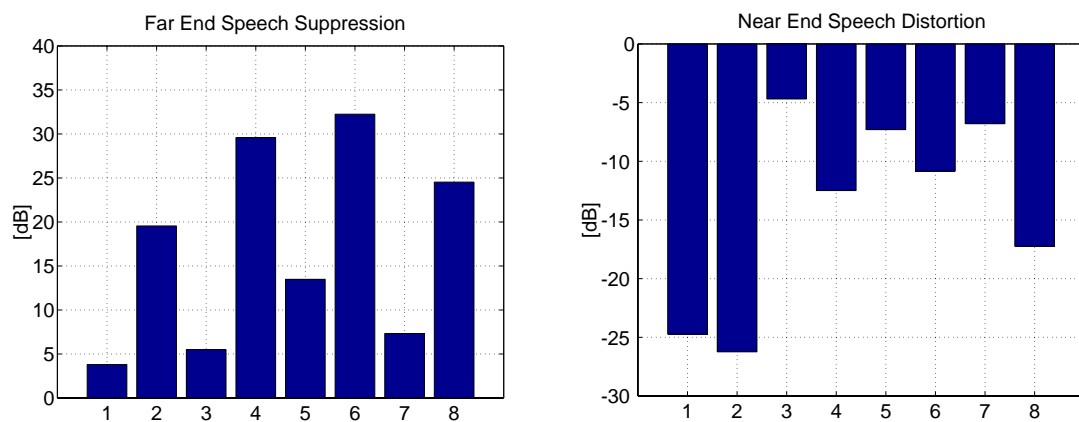 Far End Speech Suppression
40
35
30
25
20
15
10
5
0
[dB]
1 2 3 4 5 6 7 8
Near End Speech Distortion
0
-5
-10
-15
-20
-25
-30
[dB]
1 2 3 4 5 6 7 8